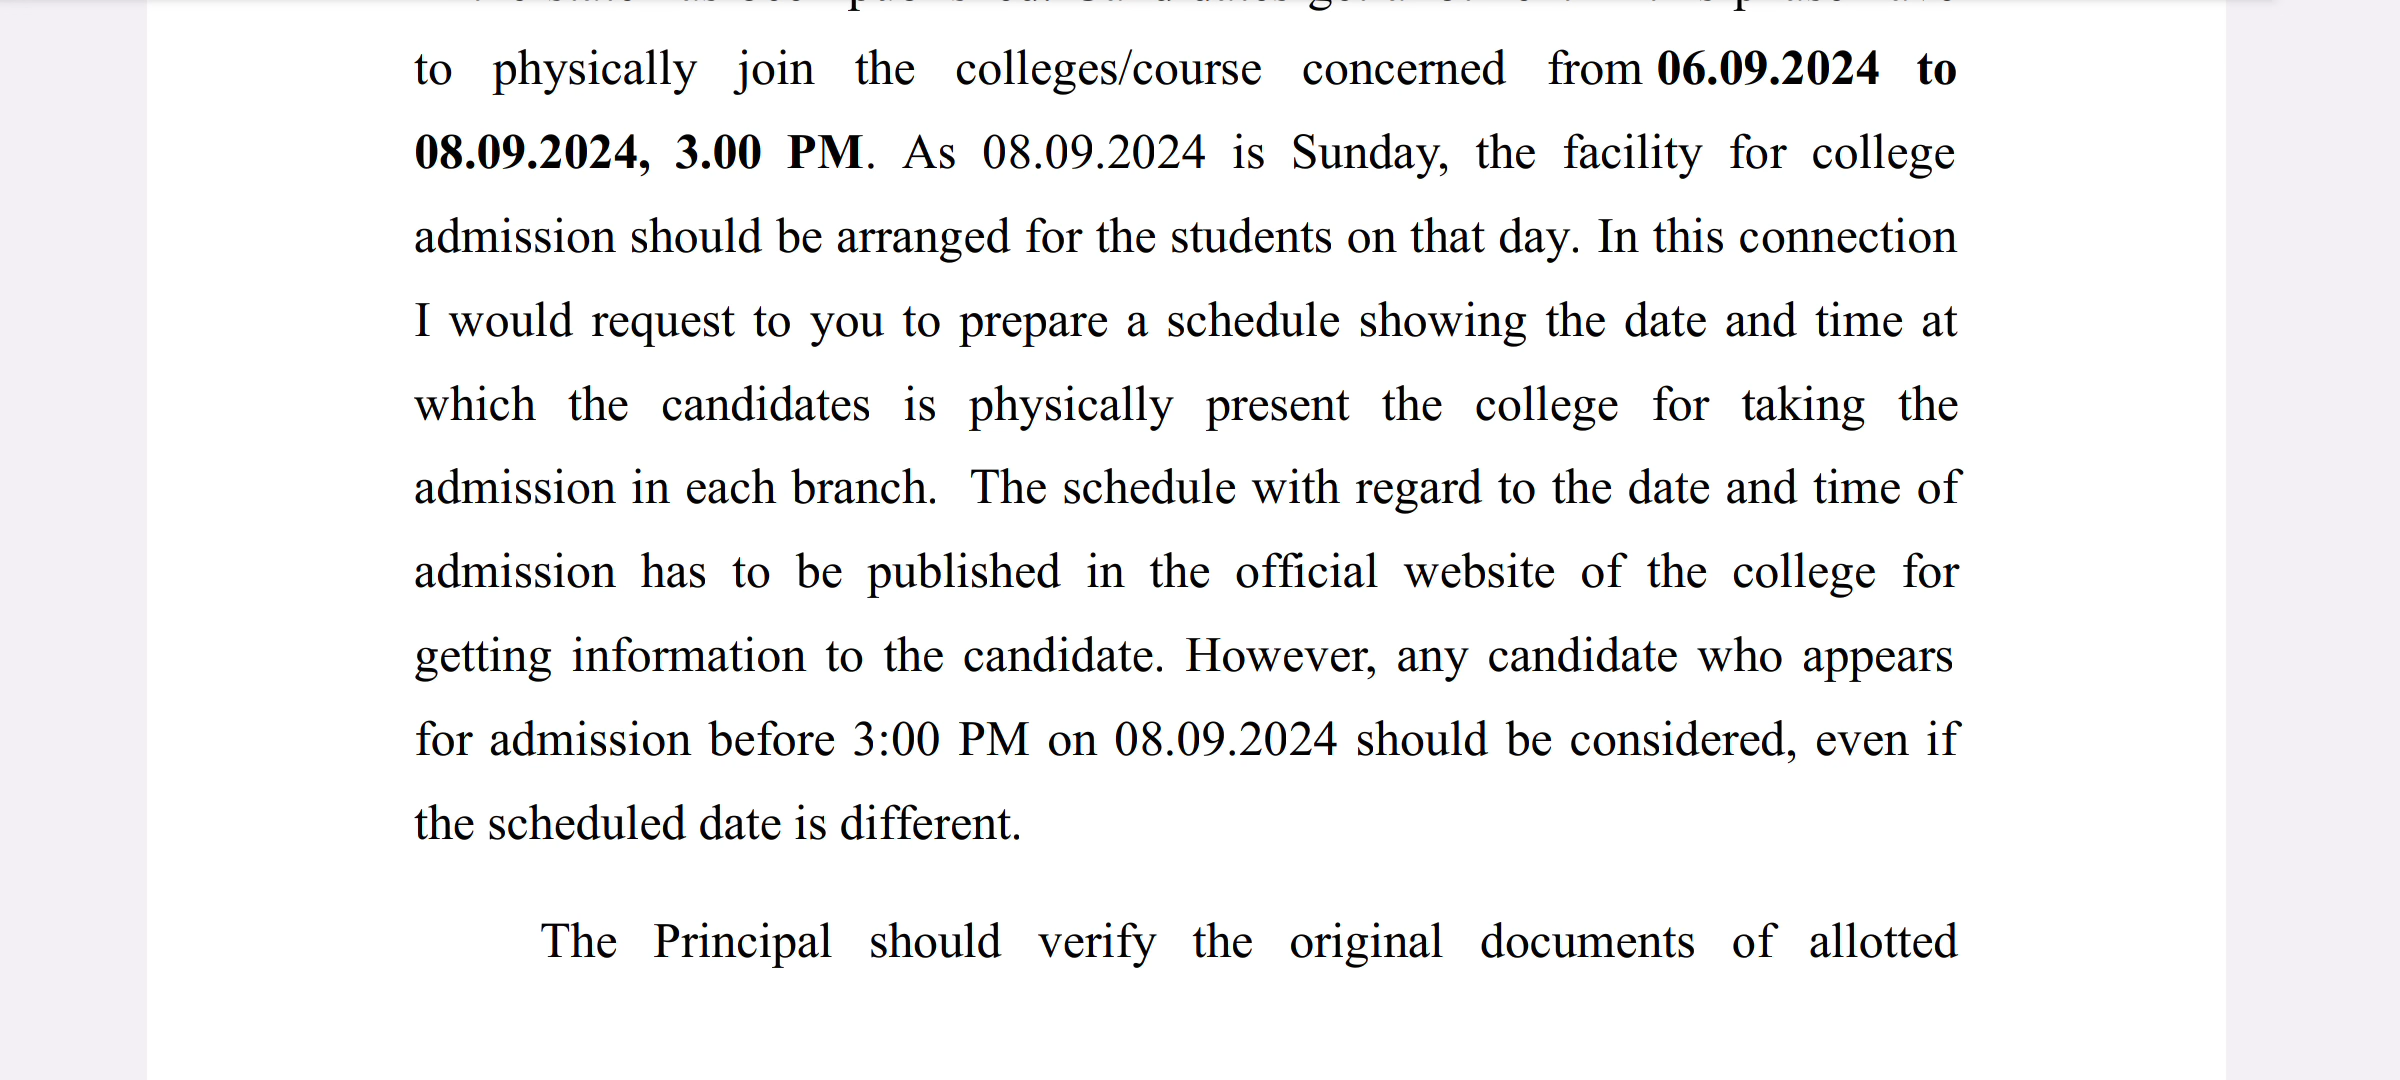 to physically join the colleges/course concerned from 06.09.2024 to
08.09.2024, 3.00 PM. As 08.09.2024 is Sunday, the facility for college
admission should be arranged for the students on that day. In this connection
I would request to you to prepare a schedule showing the date and time at
which the candidates is physically present the college for taking the
admission in each branch.  The schedule with regard to the date and time of
admission has to be published in the official website of the college for
getting information to the candidate. However, any candidate who appears
for admission before 3:00 PM on 08.09.2024 should be considered, even if
the scheduled date is different.
The Principal should verify the original documents of allotted